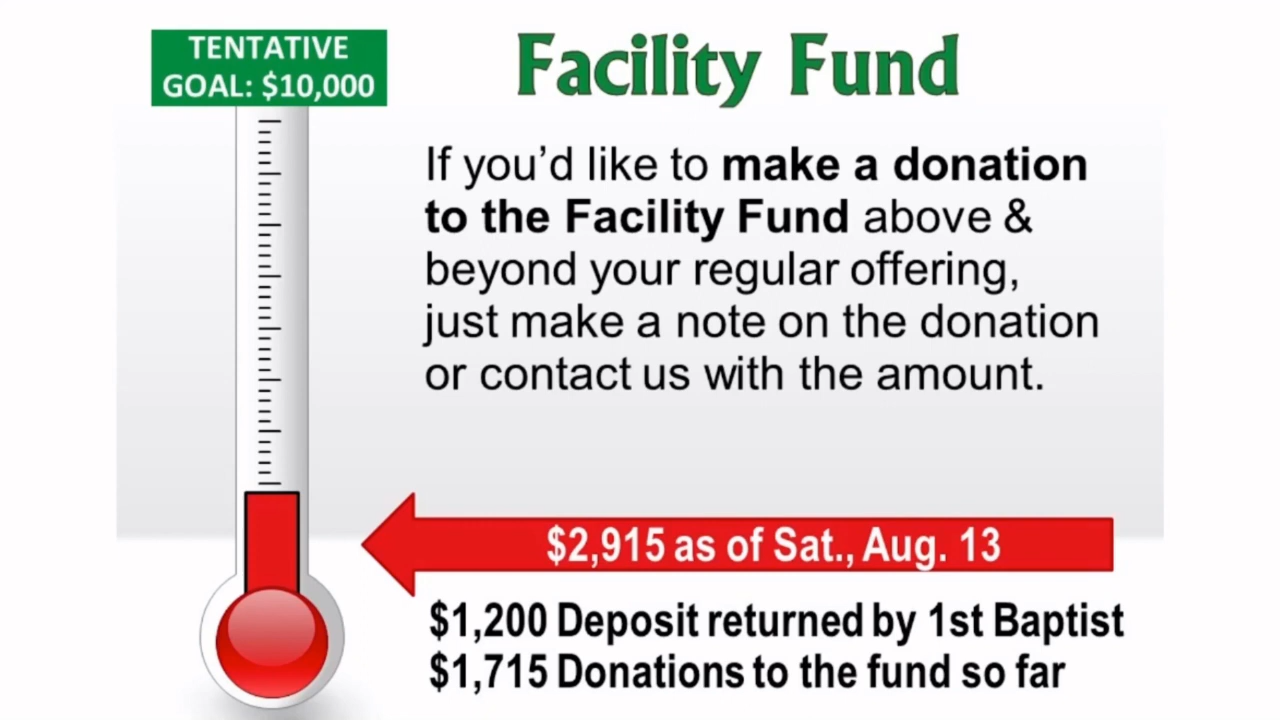 TENTATIVE
GOAL: $10,000
Facility Fund
If you’d like to make a donation
to the Facility Fund above &
beyond your regular offering,
just make a note on the donation
or contact us with the amount.
$2,915 as of Sat., Aug. 13
$1,200 Deposit returned by 1st Baptist
$1,715 Donations to the fund so far